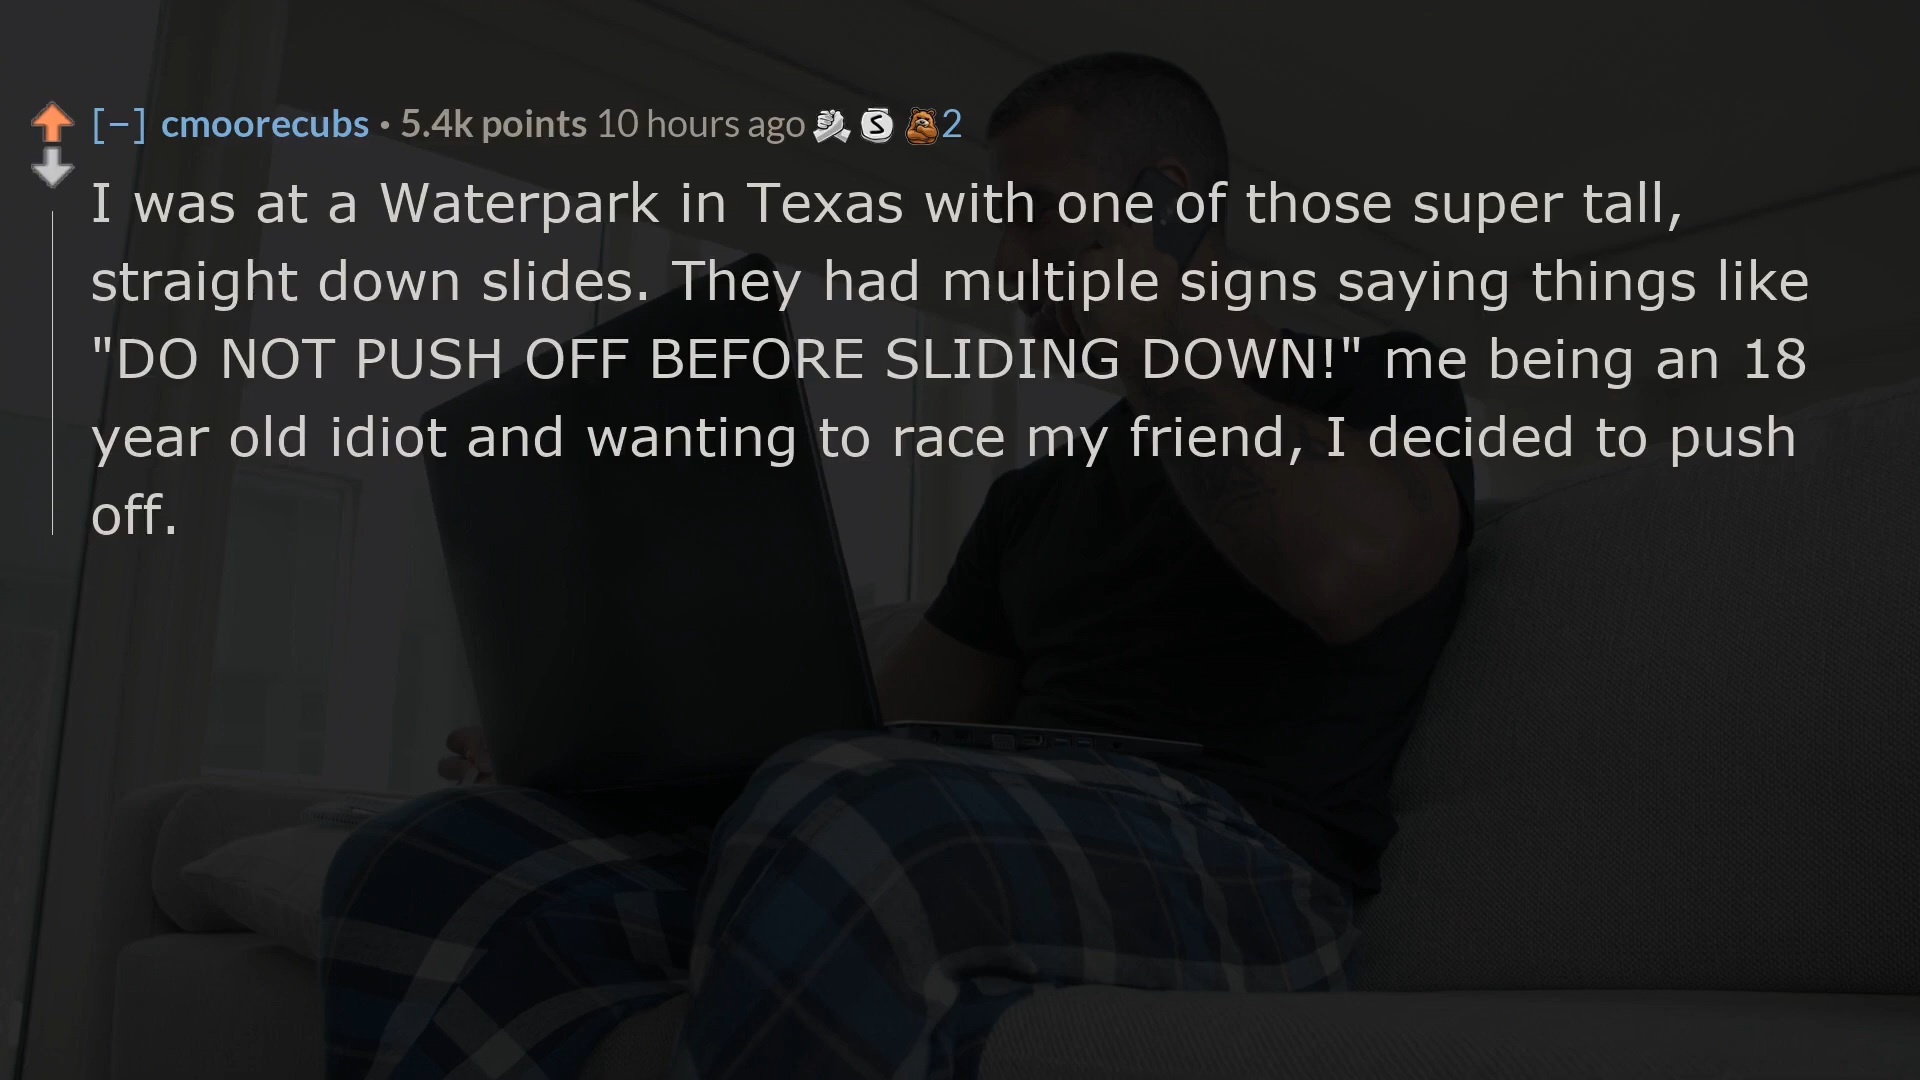 [−] cmoorecubs • 5.4k points 10 hours ago S 2
I was at a Waterpark in Texas with one of those super tall,
straight down slides. They had multiple signs saying things like
"DO NOT PUSH OFF BEFORE SLIDING DOWN!" me being an 18
year old idiot and wanting to race my friend, I decided to push
off.